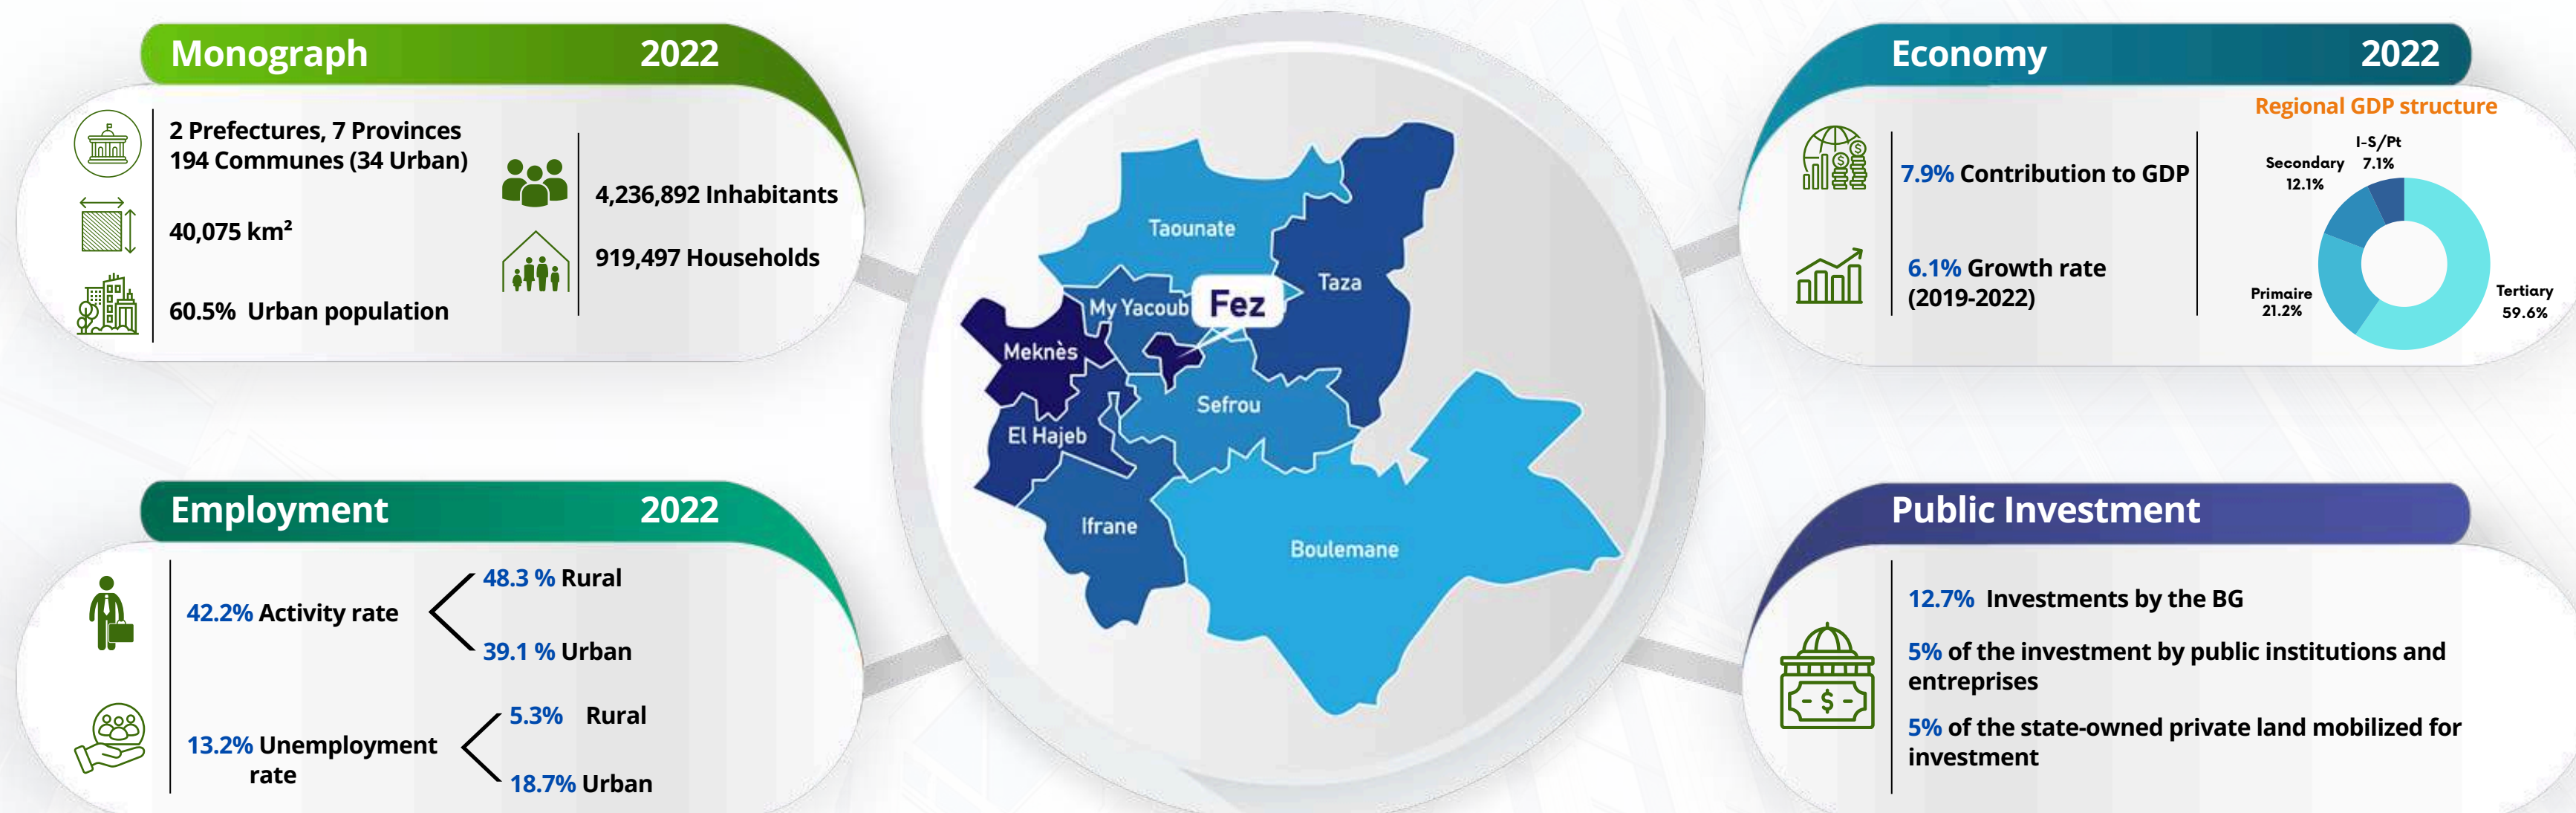 Monograph 2022
2 Prefectures, 7 Provinces
194 Communes (34 Urban)
40,075 km²
60.5% Urban population
4,236,892 Inhabitants
919,497 Households
Employment 2022
42.2% Activity rate
48.3 % Rural
39.1 % Urban
13.2% Unemployment
rate
5.3% Rural
18.7% Urban
Taounate
Taza
My Yacoub
Fez
Meknès
Sefrou
El Hajeb
Ifrane
Boulemane
Economy 2022
7.9% Contribution to GDP
6.1% Growth rate
(2019-2022)
Regional GDP structure
I-S/Pt
7.1%
Secondary
12.1%
Primaire
21.2%
Tertiary
59.6%
Public Investment
12.7% Investments by the BG
5% of the investment by public institutions and
entreprises
5% of the state-owned private land mobilized for
investment